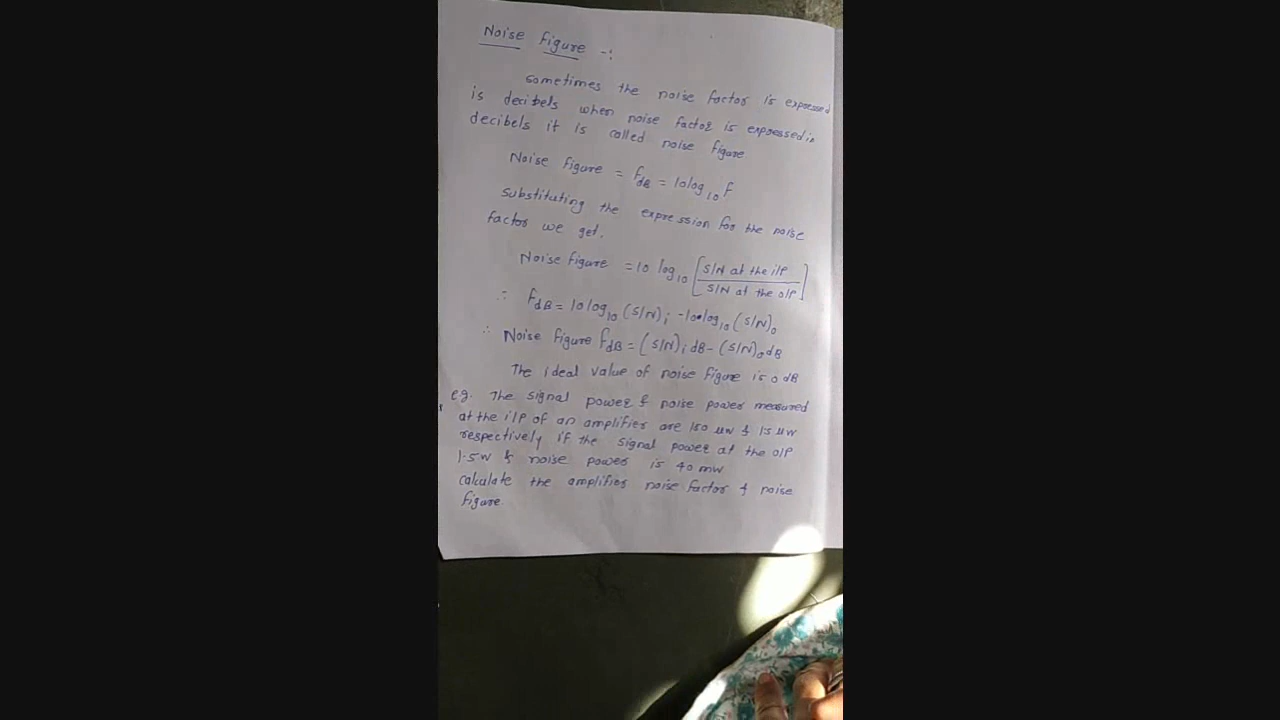 Noise figure -:
sometimes the noise factor is expressed
is decibels when noise factor is expressed in
decibels it is called noise figure
Noise figure = FdB = 10log10 F
substituting the expression for the noise
factor we get.
Noise figure = 10 log10 [S/N at the i/P / S/N at the o/P]
∴ FdB = 10log10 (S/N)i - 10log10 (S/N)o
∴ Noise figure FdB = (S/N)i dB - (S/N)o dB
The ideal value of noise figure is 0 dB
e.g. The signal power & noise power measured
at the i/P of an amplifier are 150 μw & 1.5 μw
respectively if the signal power at the o/P
1.5w & noise power is 40 mw
calculate the amplifier noise factor & noise
figure